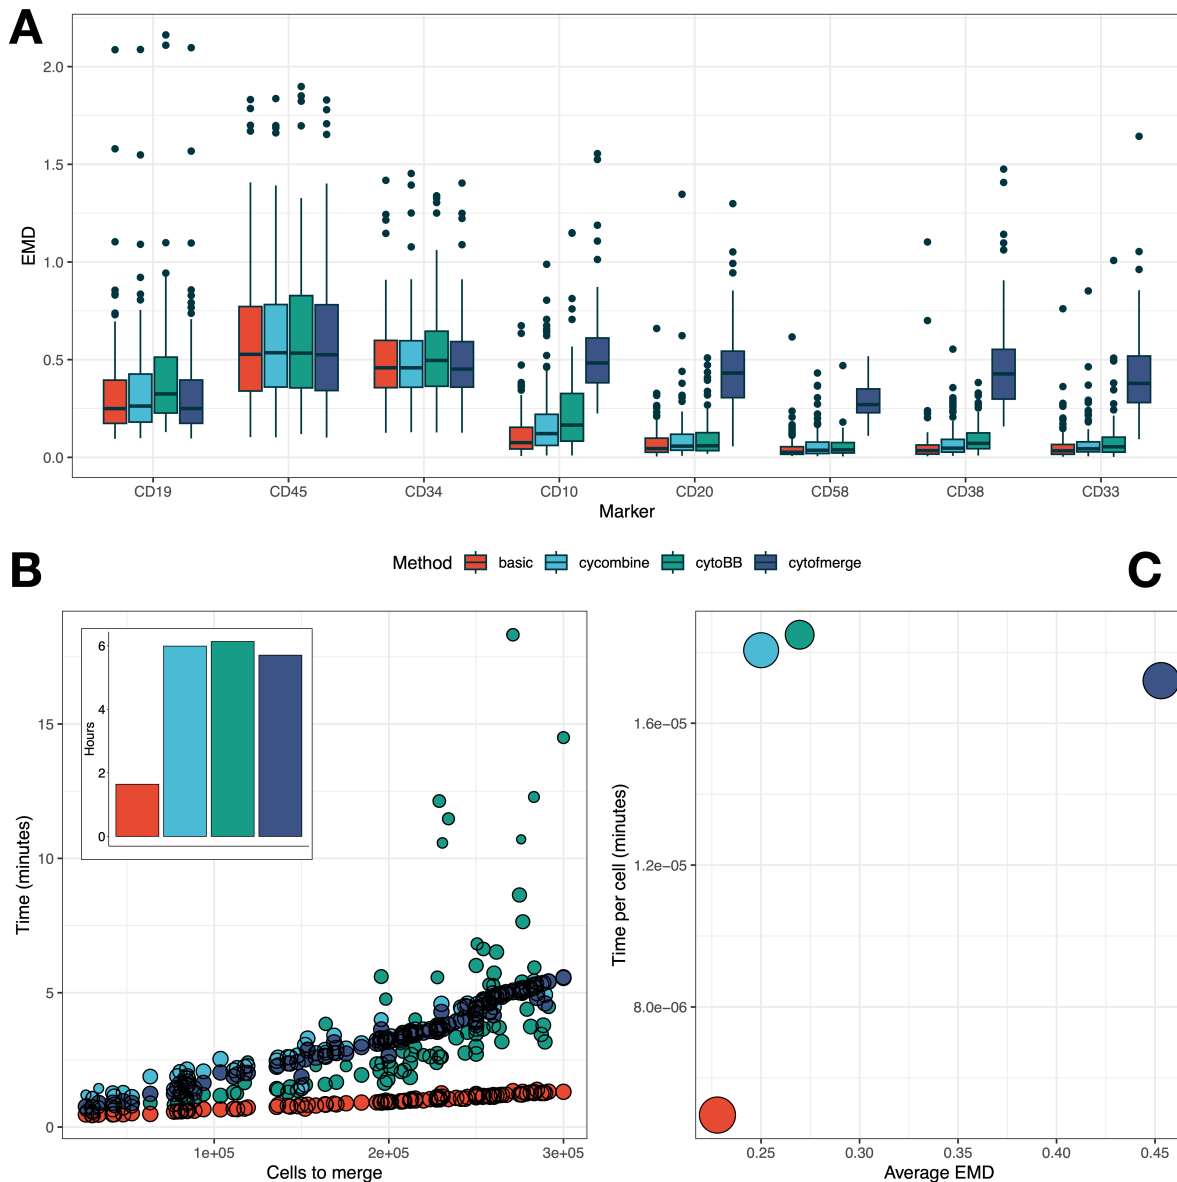 A
EMD
2.0
1.5
1.0
0.5
0.0
CD19 CD45 CD34 CD10 CD20 CD58 CD38 CD33
Marker
Method basic cycombine cytoBB cytofmerge
B
Time (minutes)
15
10
5
0
Hours
6
4
2
0
1e+05 2e+05 3e+05
Cells to merge
C
Time per cell (minutes)
1.6e−05
1.2e−05
8.0e−06
0.25 0.30 0.35 0.40 0.45
Average EMD